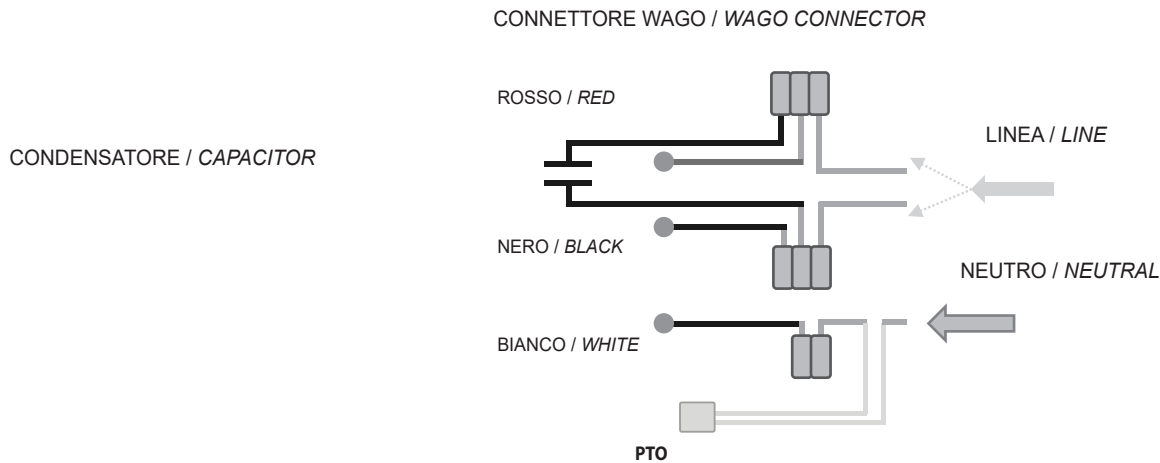 CONNETTORE WAGO / WAGO CONNECTOR
ROSSO / RED
LINEA / LINE
CONDENSATORE / CAPACITOR
NERO / BLACK
NEUTRO / NEUTRAL
BIANCO / WHITE
PTO